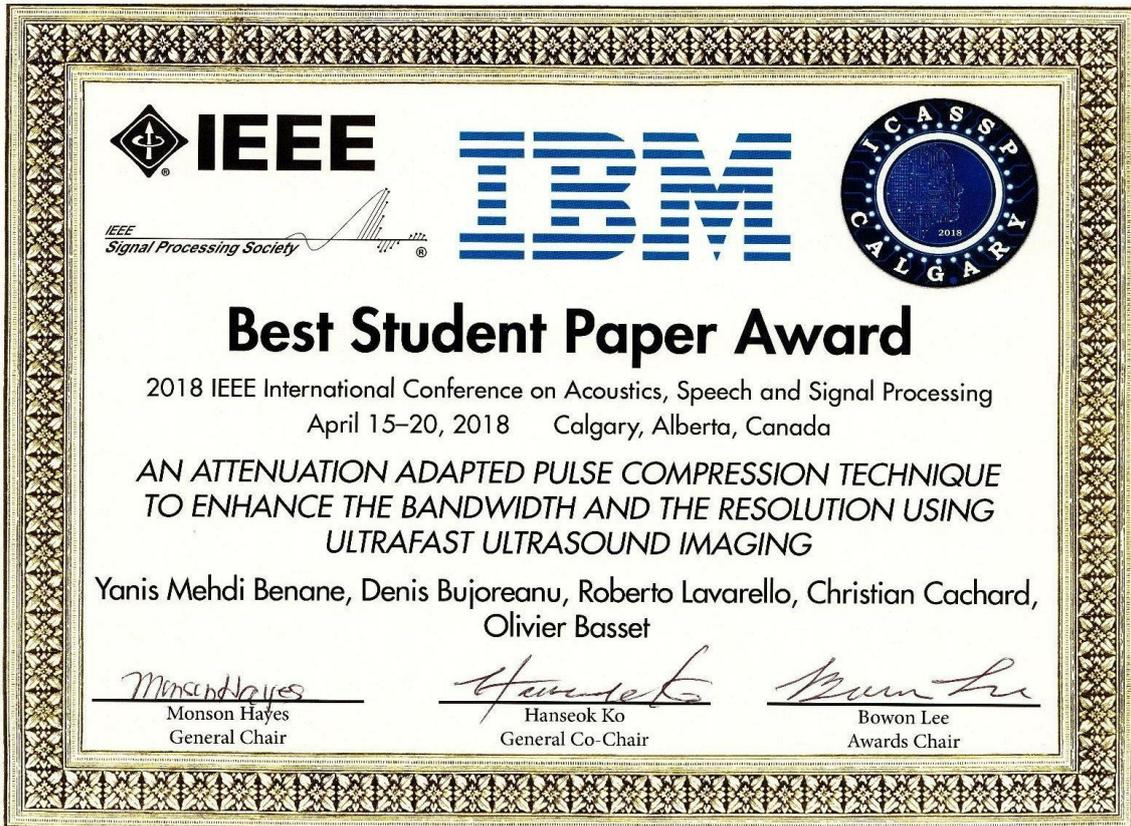 IEEE
IEEE
Signal Processing Society
IBM
ICASSP
CALGARY
2018
Best Student Paper Award
2018 IEEE International Conference on Acoustics, Speech and Signal Processing
April 15–20, 2018 Calgary, Alberta, Canada
AN ATTENUATION ADAPTED PULSE COMPRESSION TECHNIQUE
TO ENHANCE THE BANDWIDTH AND THE RESOLUTION USING
ULTRAFAST ULTRASOUND IMAGING
Yanis Mehdi Benane, Denis Bujoreanu, Roberto Lavarello, Christian Cachard,
Olivier Basset
Monson Hayes
Monson Hayes
General Chair
Hanseok Ko
General Co-Chair
Bowon Lee
Awards Chair